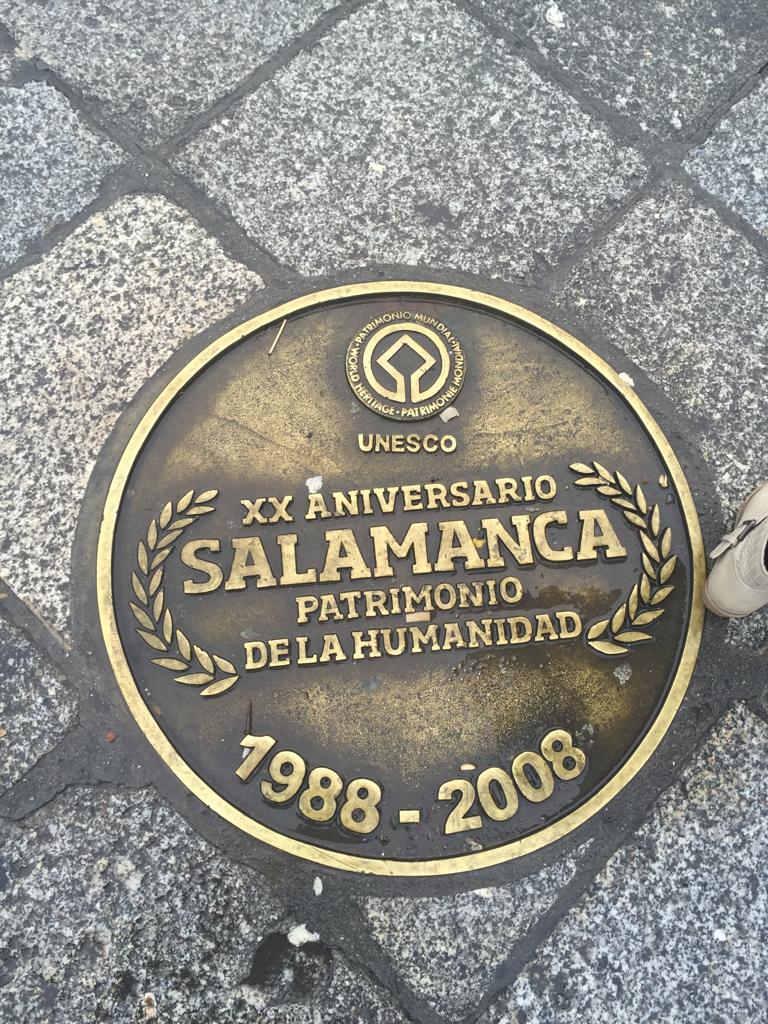 PATRIMONIO MUNDIAL • WORLD HERITAGE • PATRIMOINE MONDIAL •
UNESCO
XX ANIVERSARIO
SALAMANCA
PATRIMONIO
DE LA HUMANIDAD
1988 - 2008